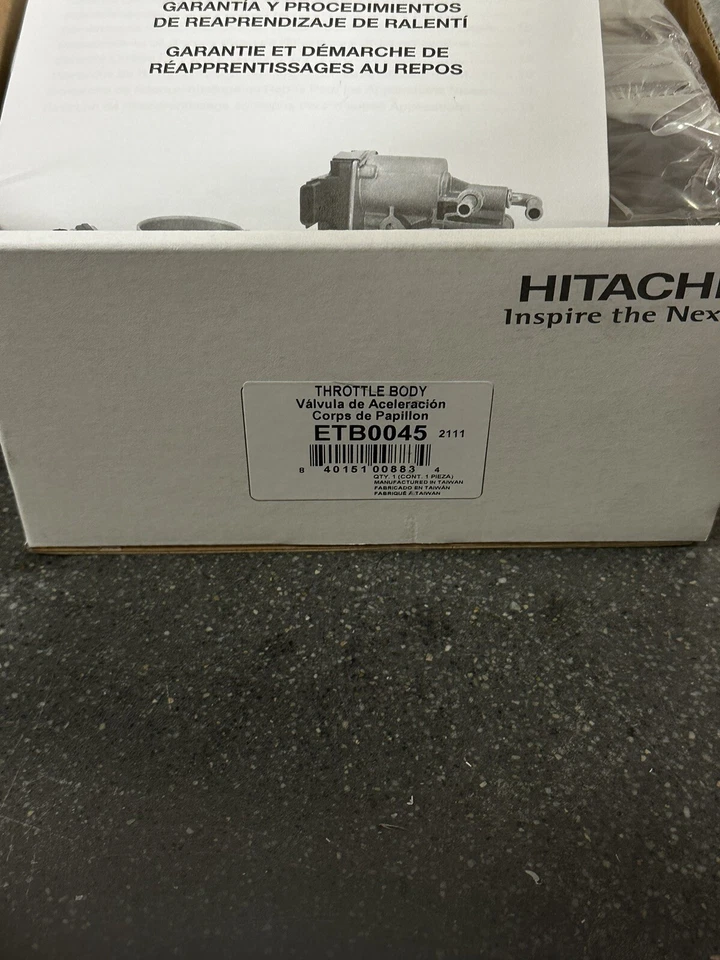 GARANTÍA Y PROCEDIMIENTOS
DE REAPRENDIZAJE DE RALENTÍ
GARANTIE ET DÉMARCHE DE
RÉAPPRENTISSAGES AU REPOS
HITACHI
Inspire the Nex
THROTTLE BODY
Válvula de Aceleración
Corps de Papillon
ETB0045 2111
8 40151 00883 4
QTY. 1 (CONT. 1 PIEZA)
MANUFACTURED IN TAIWAN
FABRICADO EN TAIWÁN
FABRIQUÉ À TAIWAN